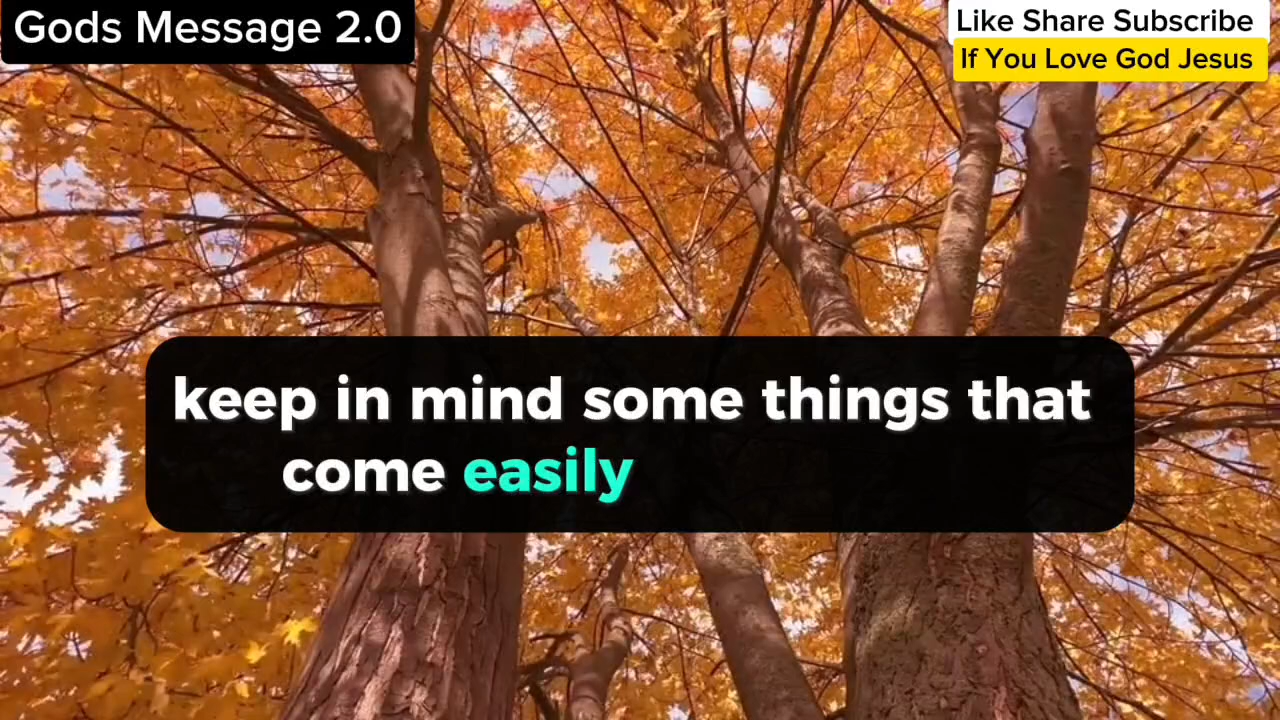 Gods Message 2.0
Like Share Subscribe
If You Love God Jesus
keep in mind some things that
come easily